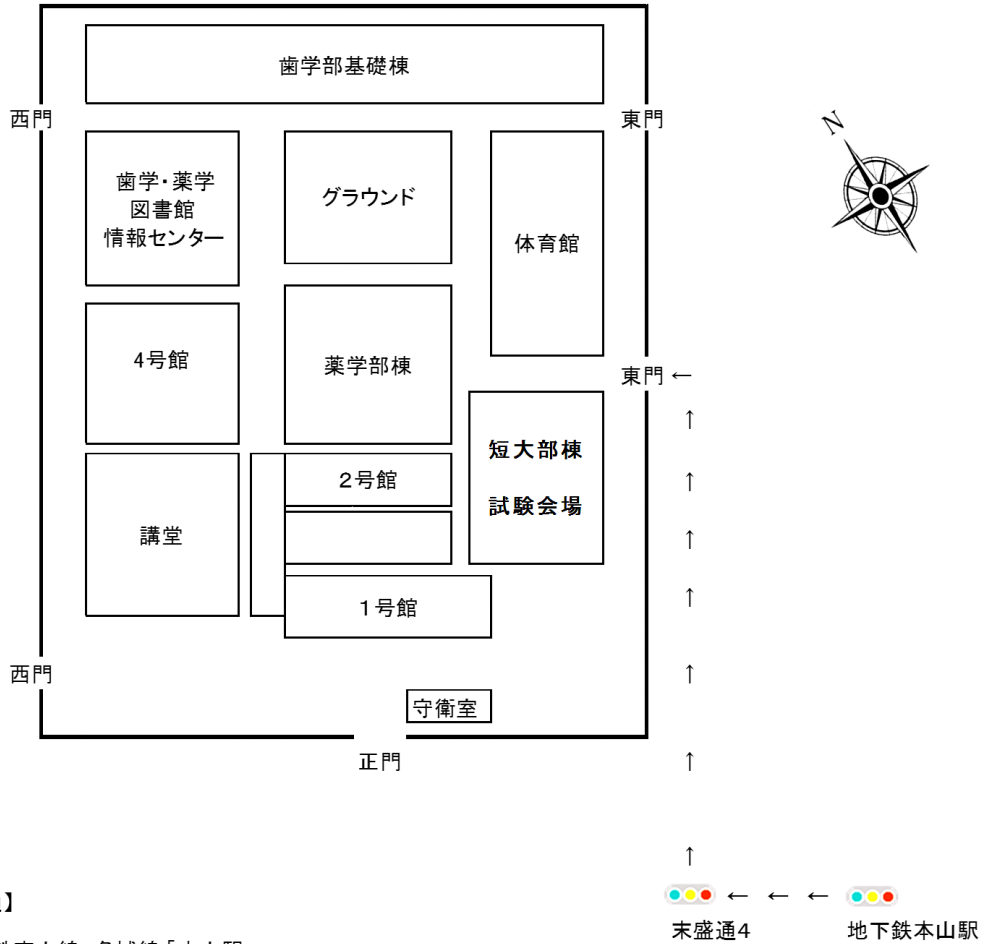 歯学部基礎棟
西門
東門
N
歯学・薬学
図書館
情報センター
グラウンド
体育館
4号館
薬学部棟
東門 ←
↑
短大部棟
試験会場
↑
2号館
講堂
↑
1号館
↑
西門
↑
守衛室
正門
↑
↑
】
← ← ←
末盛通4
地下鉄本山駅